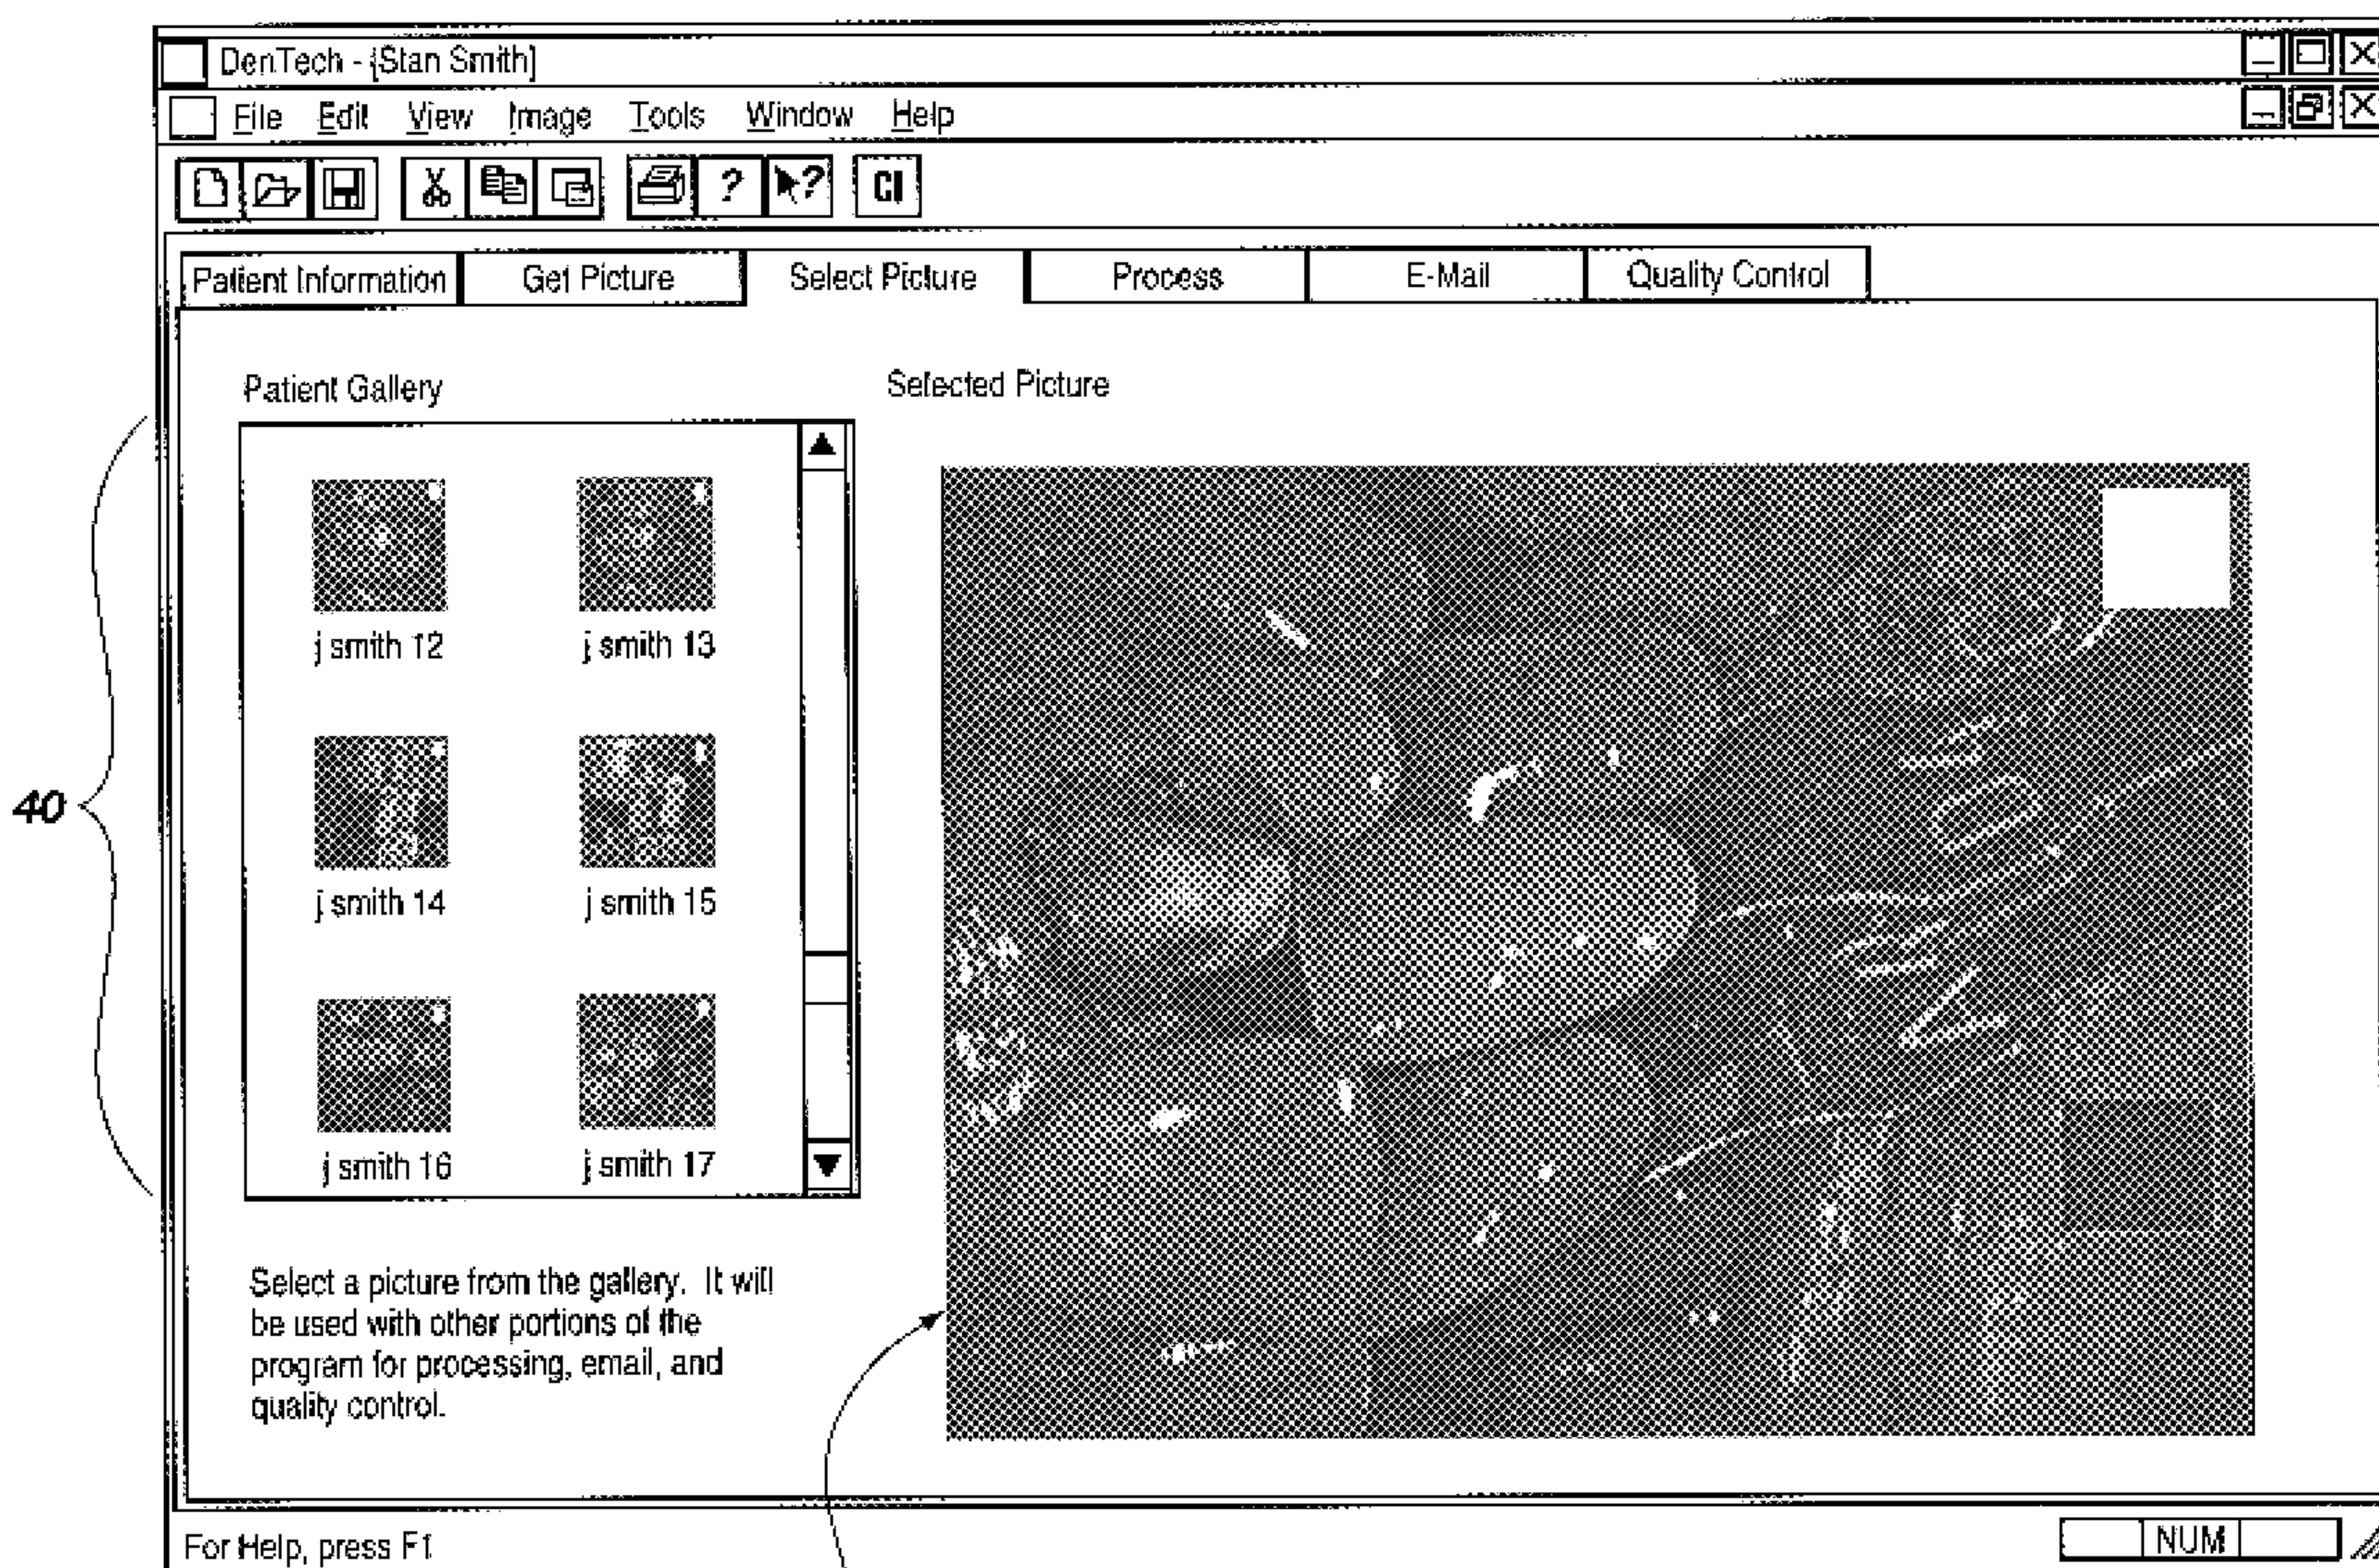 DenTech - [Stan Smith]
File Edit View Image Tools Window Help
? ? CI
Patient Information Get Picture Select Picture Process E-Mail Quality Control
Patient Gallery Selected Picture
j smith 12 j smith 13
40
j smith 14 j smith 15
j smith 16 j smith 17
Select a picture from the gallery. It will
be used with other portions of the
program for processing, email, and
quality control.
For Help, press F1 NUM